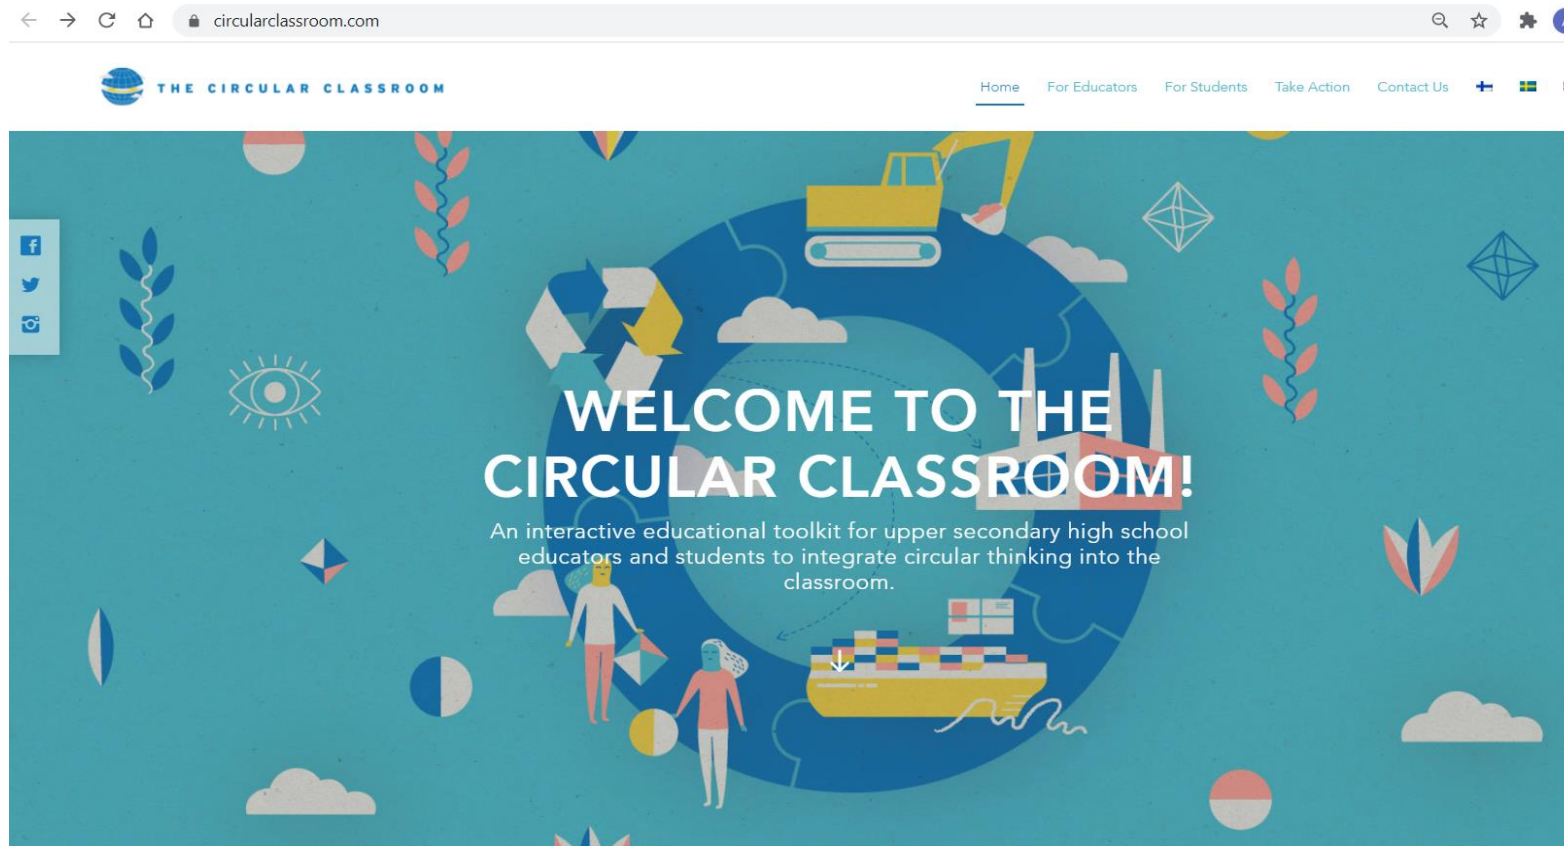 circularclassroom.com
THE CIRCULAR CLASSROOM
Home For Educators For Students Take Action Contact Us
WELCOME TO THE
CIRCULAR CLASSROOM!
An interactive educational toolkit for upper secondary high school
educators and students to integrate circular thinking into the
classroom.